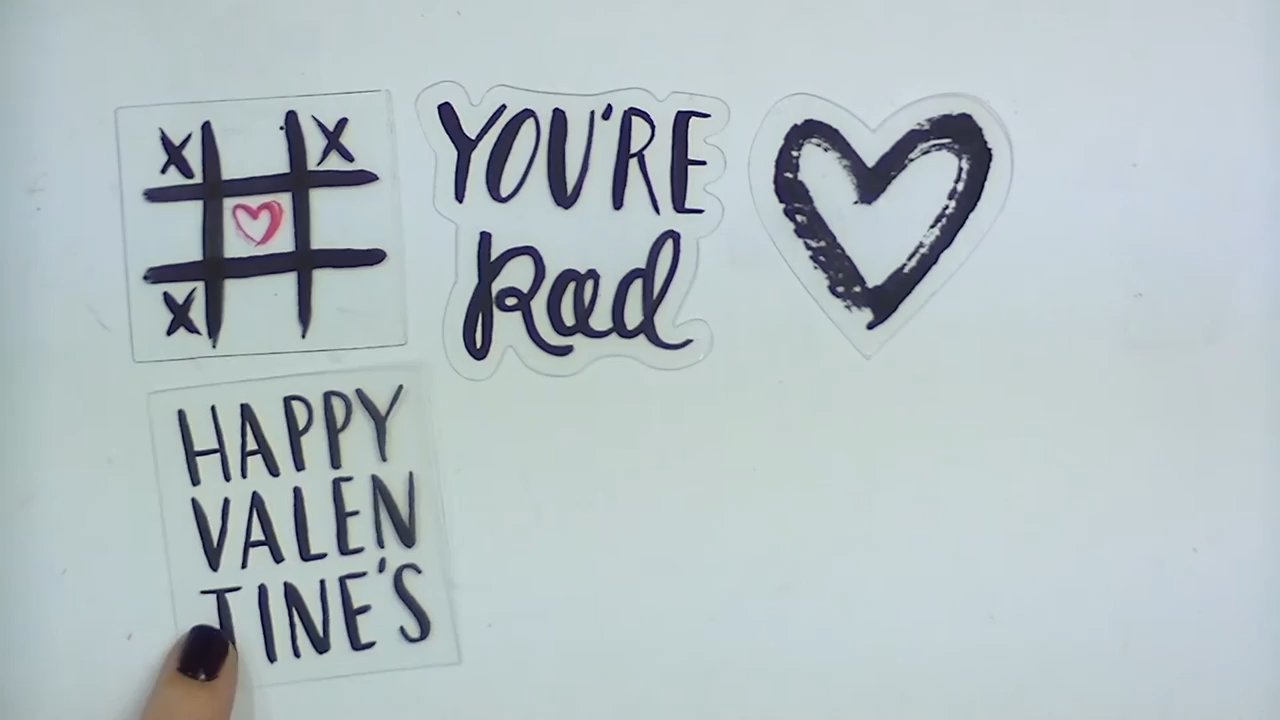 X X
X
YOU'RE
Rad
HAPPY
VALEN
TINE'S